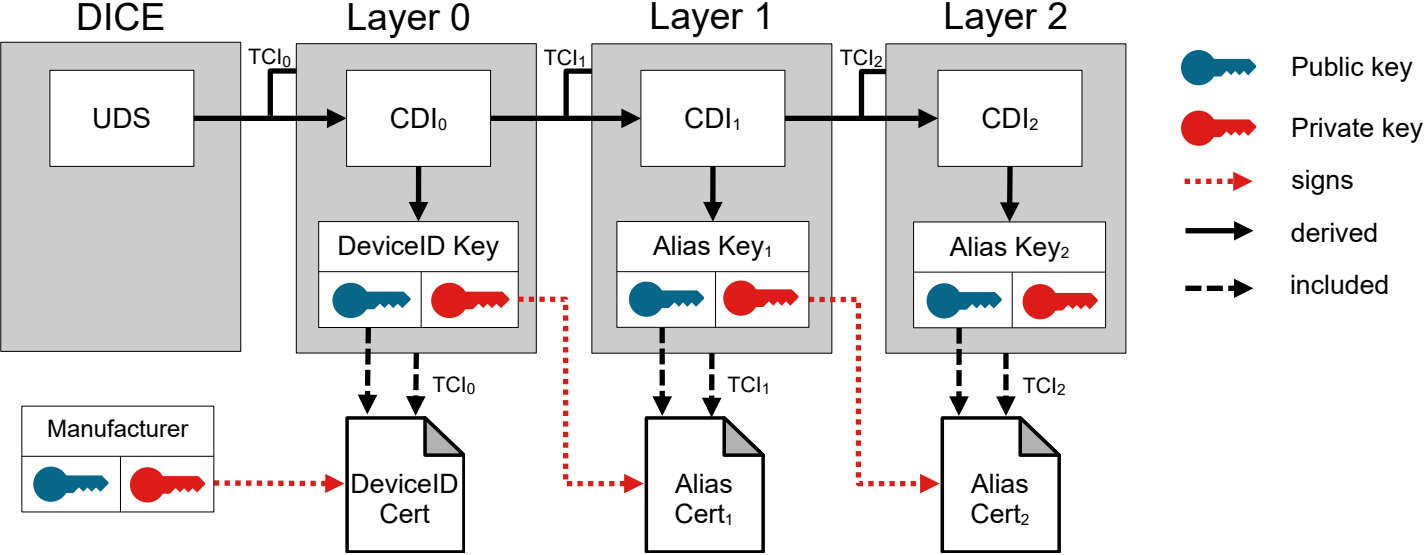 DICE
Layer 0
Layer 1
Layer 2
TCI₀
TCI₁
TCI₂
UDS
CDI₀
CDI₁
CDI₂
Public key
Private key
signs
derived
included
DeviceID Key
Alias Key₁
Alias Key₂
TCI₀
TCI₁
TCI₂
Manufacturer
DeviceID
Cert
Alias
Cert₁
Alias
Cert₂